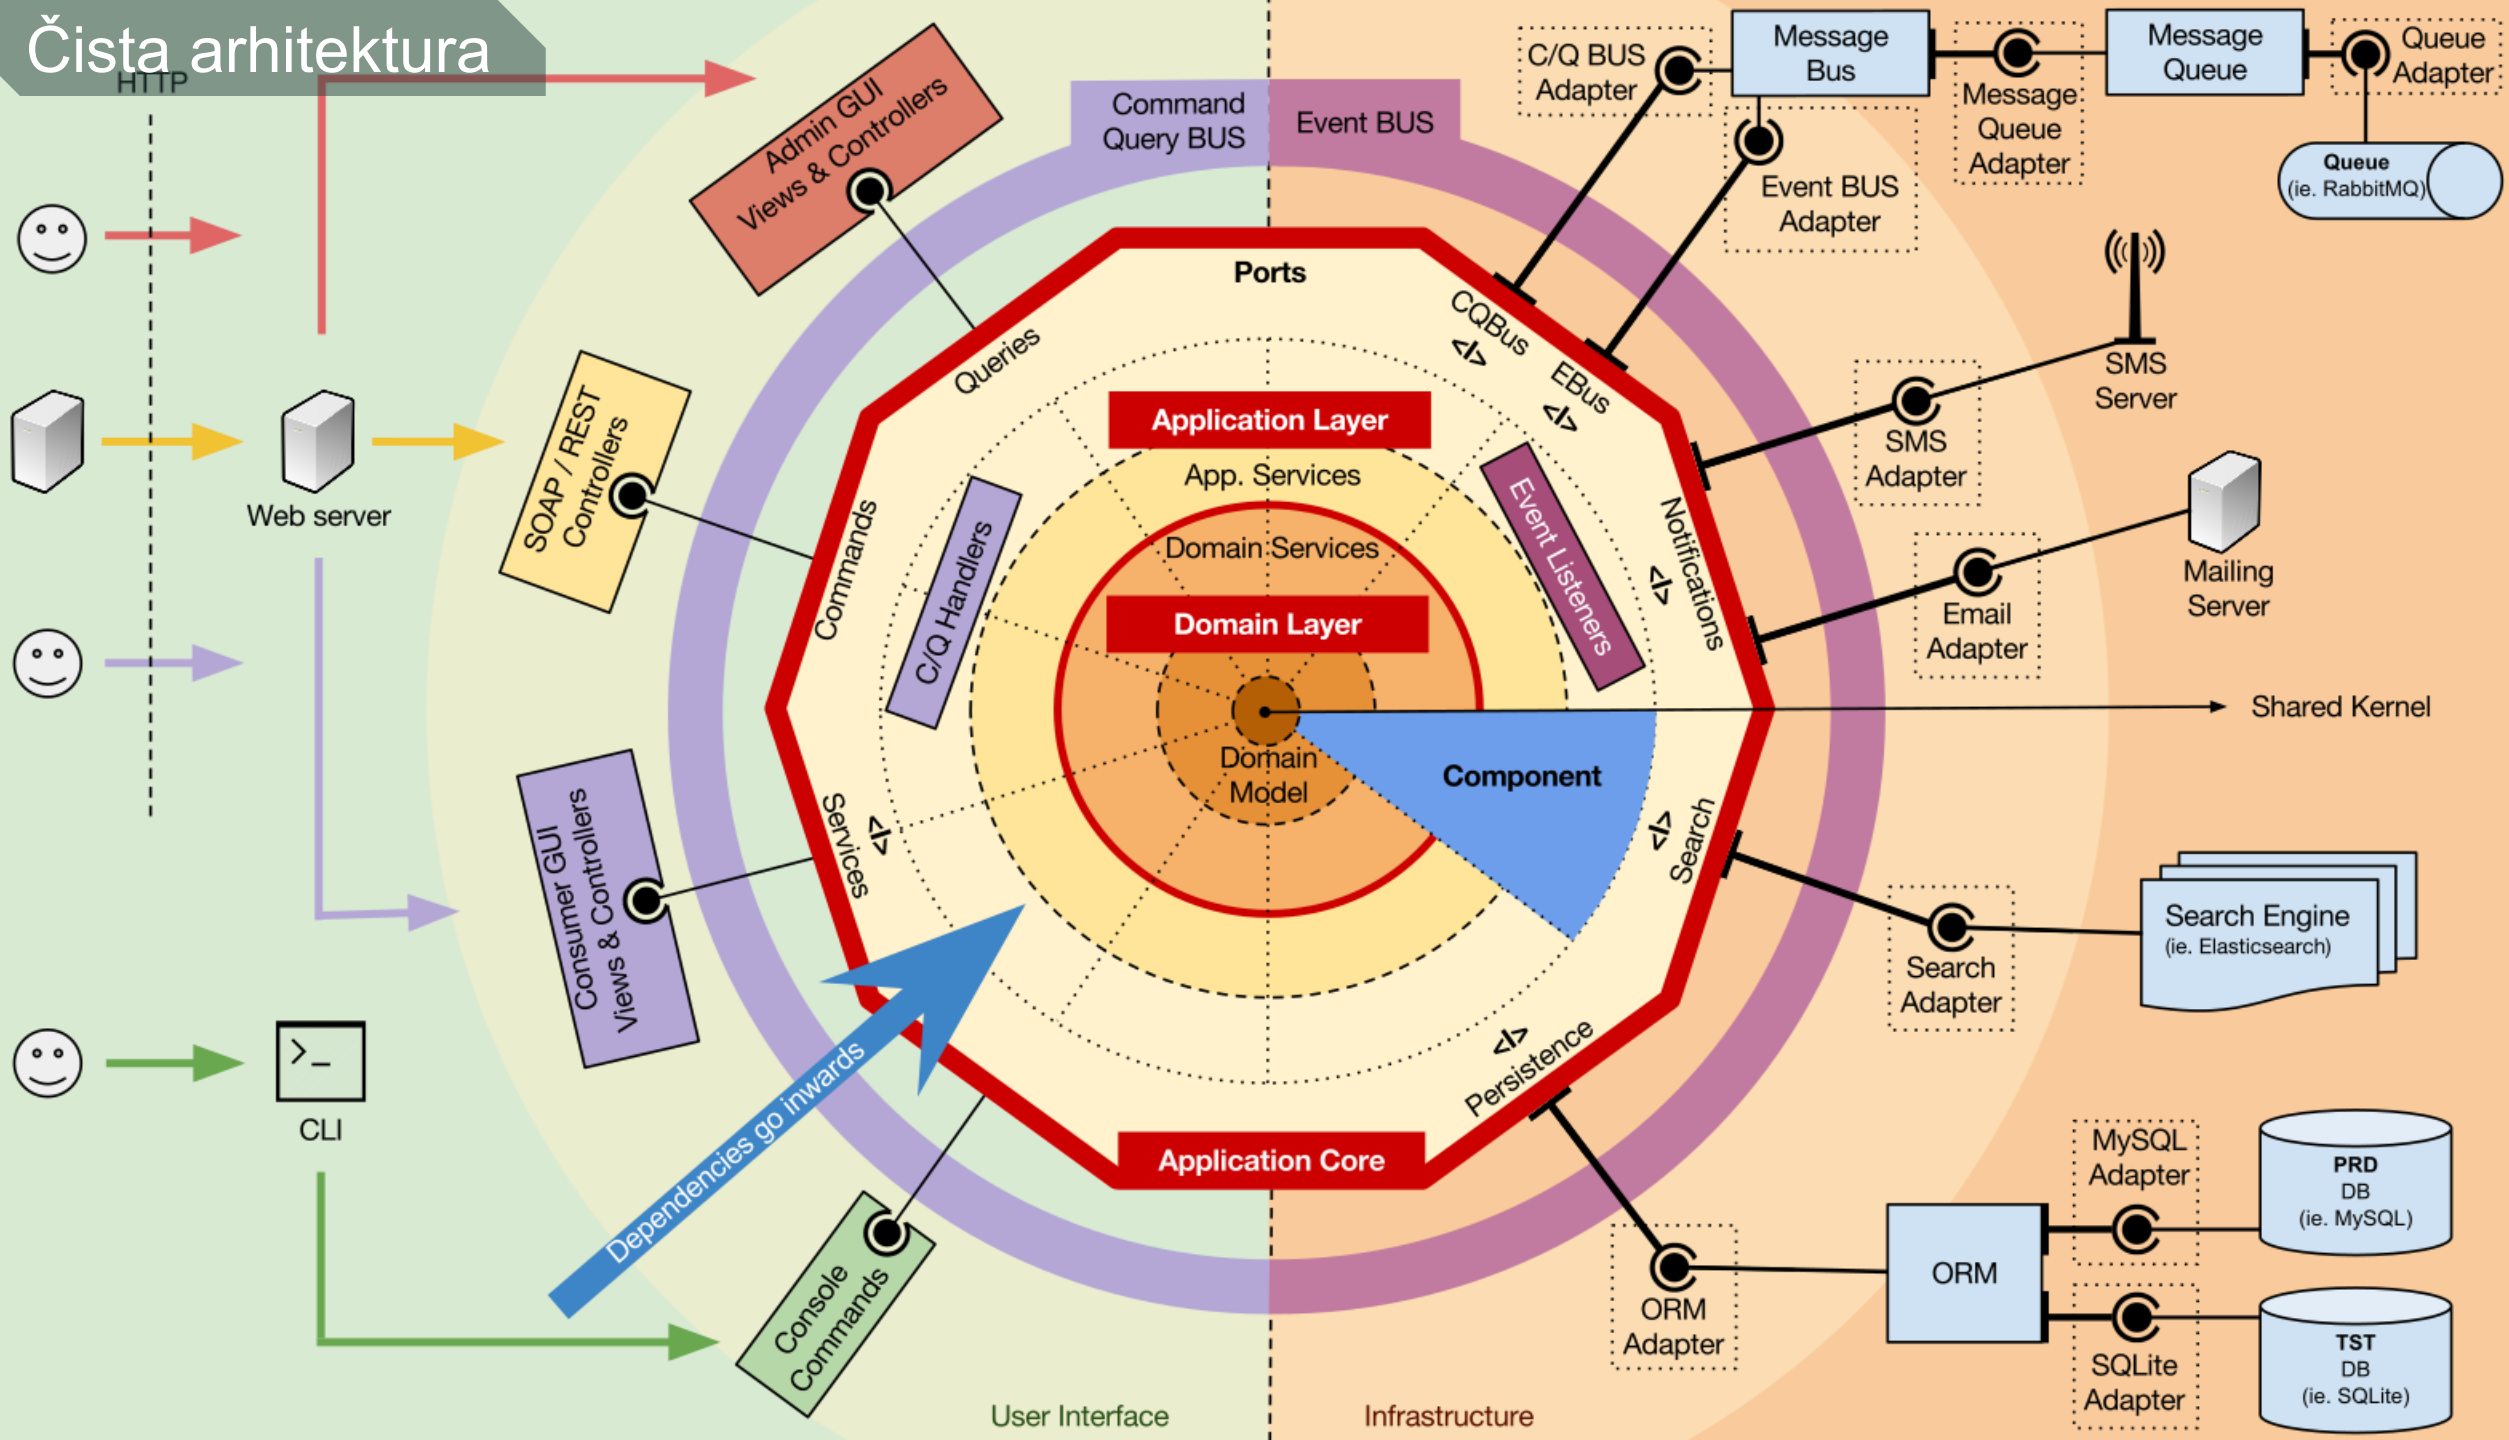 Čista arhitektura
HTTP
Web server
CLI
Admin GUI
Views & Controllers
SOAP / REST
Controllers
Consumer GUI
Views & Controllers
Console
Commands
Dependencies go inwards
Command
Query BUS
Event BUS
Ports
Queries
Commands
Services
CQBus
<I>
EBus
<I>
Notifications
<I>
Search
<I>
Persistence
<I>
<I>
Application Layer
App. Services
C/Q Handlers
Event Listeners
Domain Services
Domain Layer
Domain
Model
Component
Application Core
User Interface
Infrastructure
C/Q BUS
Adapter
Message
Bus
Message
Queue
Adapter
Message
Queue
Queue
Adapter
Queue
(ie. RabbitMQ)
Event BUS
Adapter
SMS
Server
SMS
Adapter
Mailing
Server
Email
Adapter
Shared Kernel
Search Engine
(ie. Elasticsearch)
Search
Adapter
ORM
Adapter
ORM
MySQL
Adapter
PRD
DB
(ie. MySQL)
SQLite
Adapter
TST
DB
(ie. SQLite)